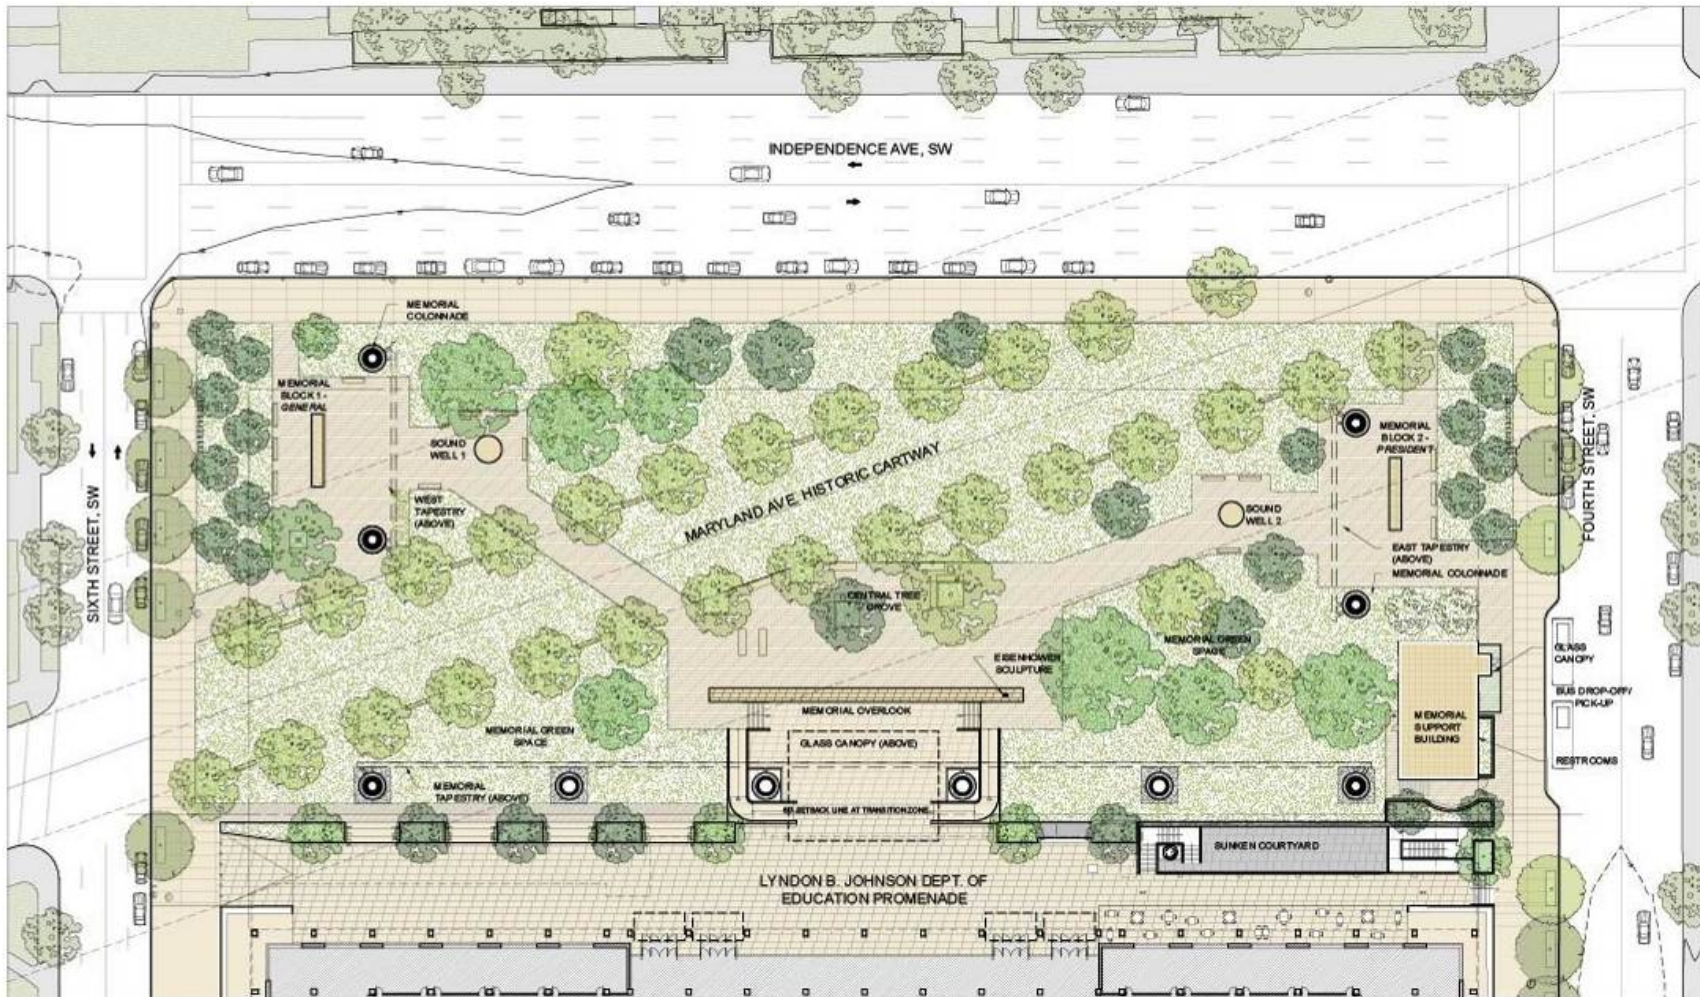 INDEPENDENCE AVE, SW
MEMORIAL
COLONNADE
MEMORIAL
BLOCK 1 -
GENERAL
SOUND
WELL 1
WEST
TAPESTRY
(ABOVE)
SIXTH STREET, SW
MARYLAND AVE. HISTORIC CARTWAY
MEMORIAL
BLOCK 2 -
PRESIDENT
SOUND
WELL 2
EAST TAPESTRY
(ABOVE)
MEMORIAL COLONNADE
FOURTH STREET, SW
CENTRAL TREE
GROVE
EISENHOWER
SCULPTURE
MEMORIAL GREEN
SPACE
GLASS
CANOPY
BUS DROP-OFF/
PICK-UP
MEMORIAL OVERLOOK
MEMORIAL
SUPPORT
BUILDING
MEMORIAL GREEN
SPACE
GLASS CANOPY (ABOVE)
RESTROOMS
MEMORIAL
TAPESTRY (ABOVE)
SETBACK LINE AT TRANSITION ZONE
SUNKEN COURTYARD
LYNDON B. JOHNSON DEPT. OF
EDUCATION PROMENADE